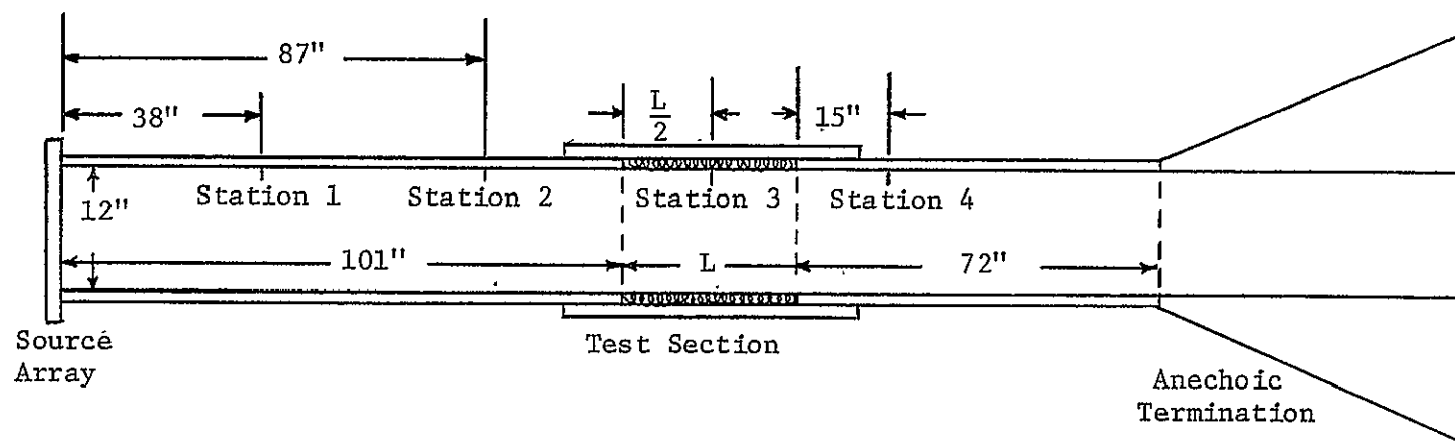 87"
38"
L
2
15"
Station 1
Station 2
Station 3
Station 4
12"
101"
L
72"
Sourcé
Array
Test Section
Anechoic
Termination